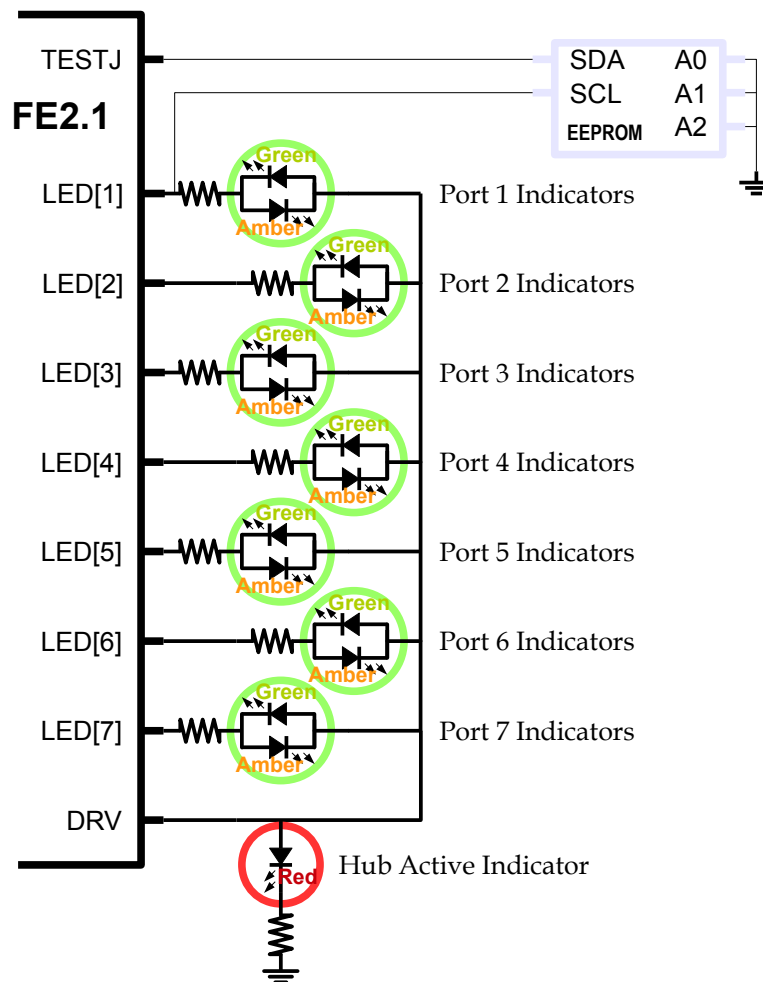 TESTJ
SDA A0
SCL A1
EEPROM A2
FE2.1
Green
LED[1]
Port 1 Indicators
Amber
Green
LED[2]
Port 2 Indicators
Amber
Green
LED[3]
Port 3 Indicators
Amber
Green
LED[4]
Port 4 Indicators
Amber
Green
LED[5]
Port 5 Indicators
Amber
Green
LED[6]
Port 6 Indicators
Amber
Green
LED[7]
Port 7 Indicators
Amber
DRV
Red
Hub Active Indicator